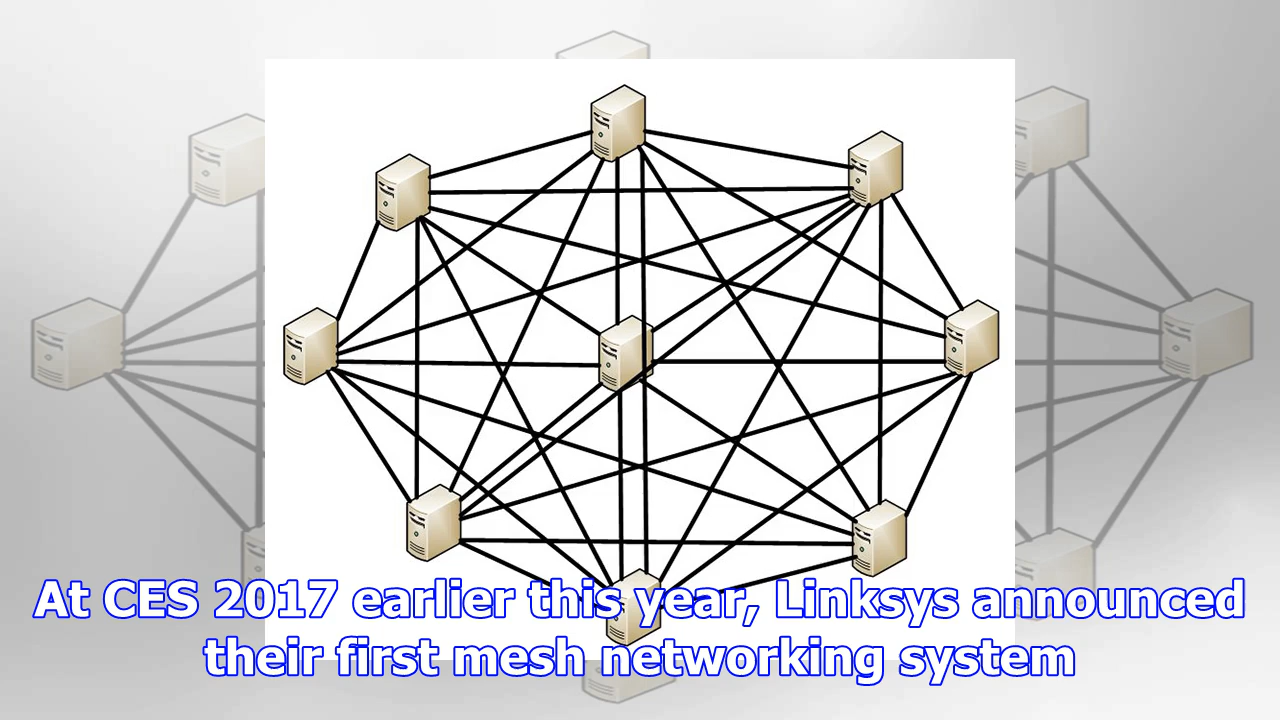 At CES 2017 earlier this year, Linksys announced
their first mesh networking system